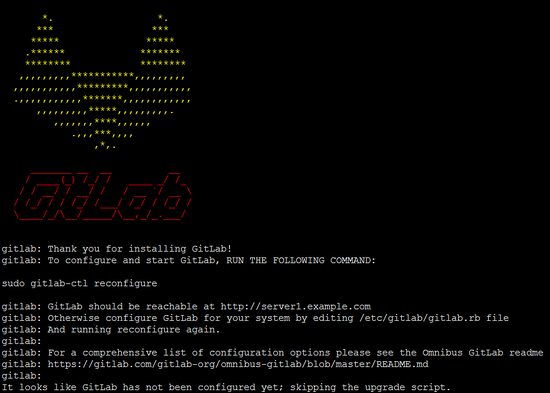 GitLab
gitlab: Thank you for installing GitLab!
gitlab: To configure and start GitLab, RUN THE FOLLOWING COMMAND:
sudo gitlab-ctl reconfigure
gitlab: GitLab should be reachable at http://server1.example.com
gitlab: Otherwise configure GitLab for your system by editing /etc/gitlab/gitlab.rb file
gitlab: And running reconfigure again.
gitlab:
gitlab: For a comprehensive list of configuration options please see the Omnibus GitLab readme
gitlab: https://gitlab.com/gitlab-org/omnibus-gitlab/blob/master/README.md
gitlab:
It looks like GitLab has not been configured yet; skipping the upgrade script.